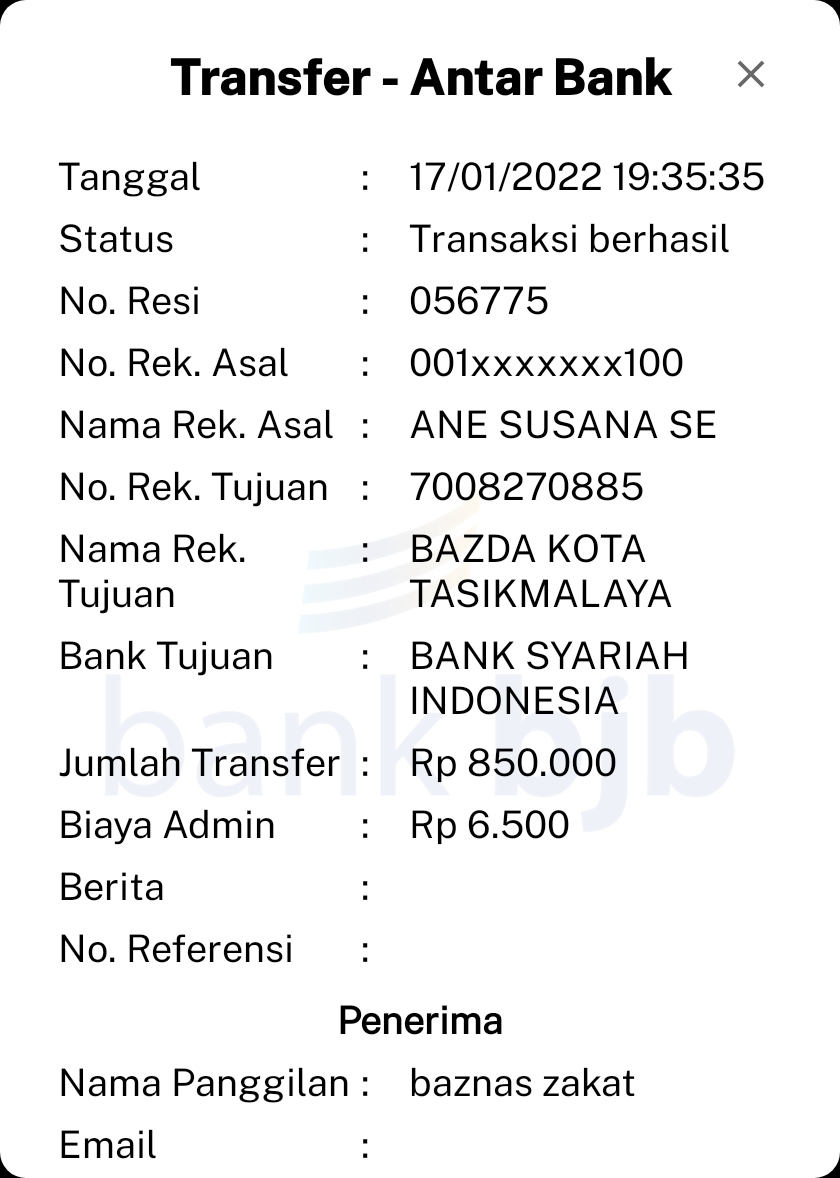 Transfer - Antar Bank
Tanggal : 17/01/2022 19:35:35
Status : Transaksi berhasil
No. Resi : 056775
No. Rek. Asal : 001xxxxxxx100
Nama Rek. Asal : ANE SUSANA SE
No. Rek. Tujuan : 7008270885
Nama Rek. : BAZDA KOTA
Tujuan TASIKMALAYA
Bank Tujuan : BANK SYARIAH
INDONESIA
bank bjb
Jumlah Transfer : Rp 850.000
Biaya Admin : Rp 6.500
Berita :
No. Referensi :
Penerima
Nama Panggilan : baznas zakat
Email :